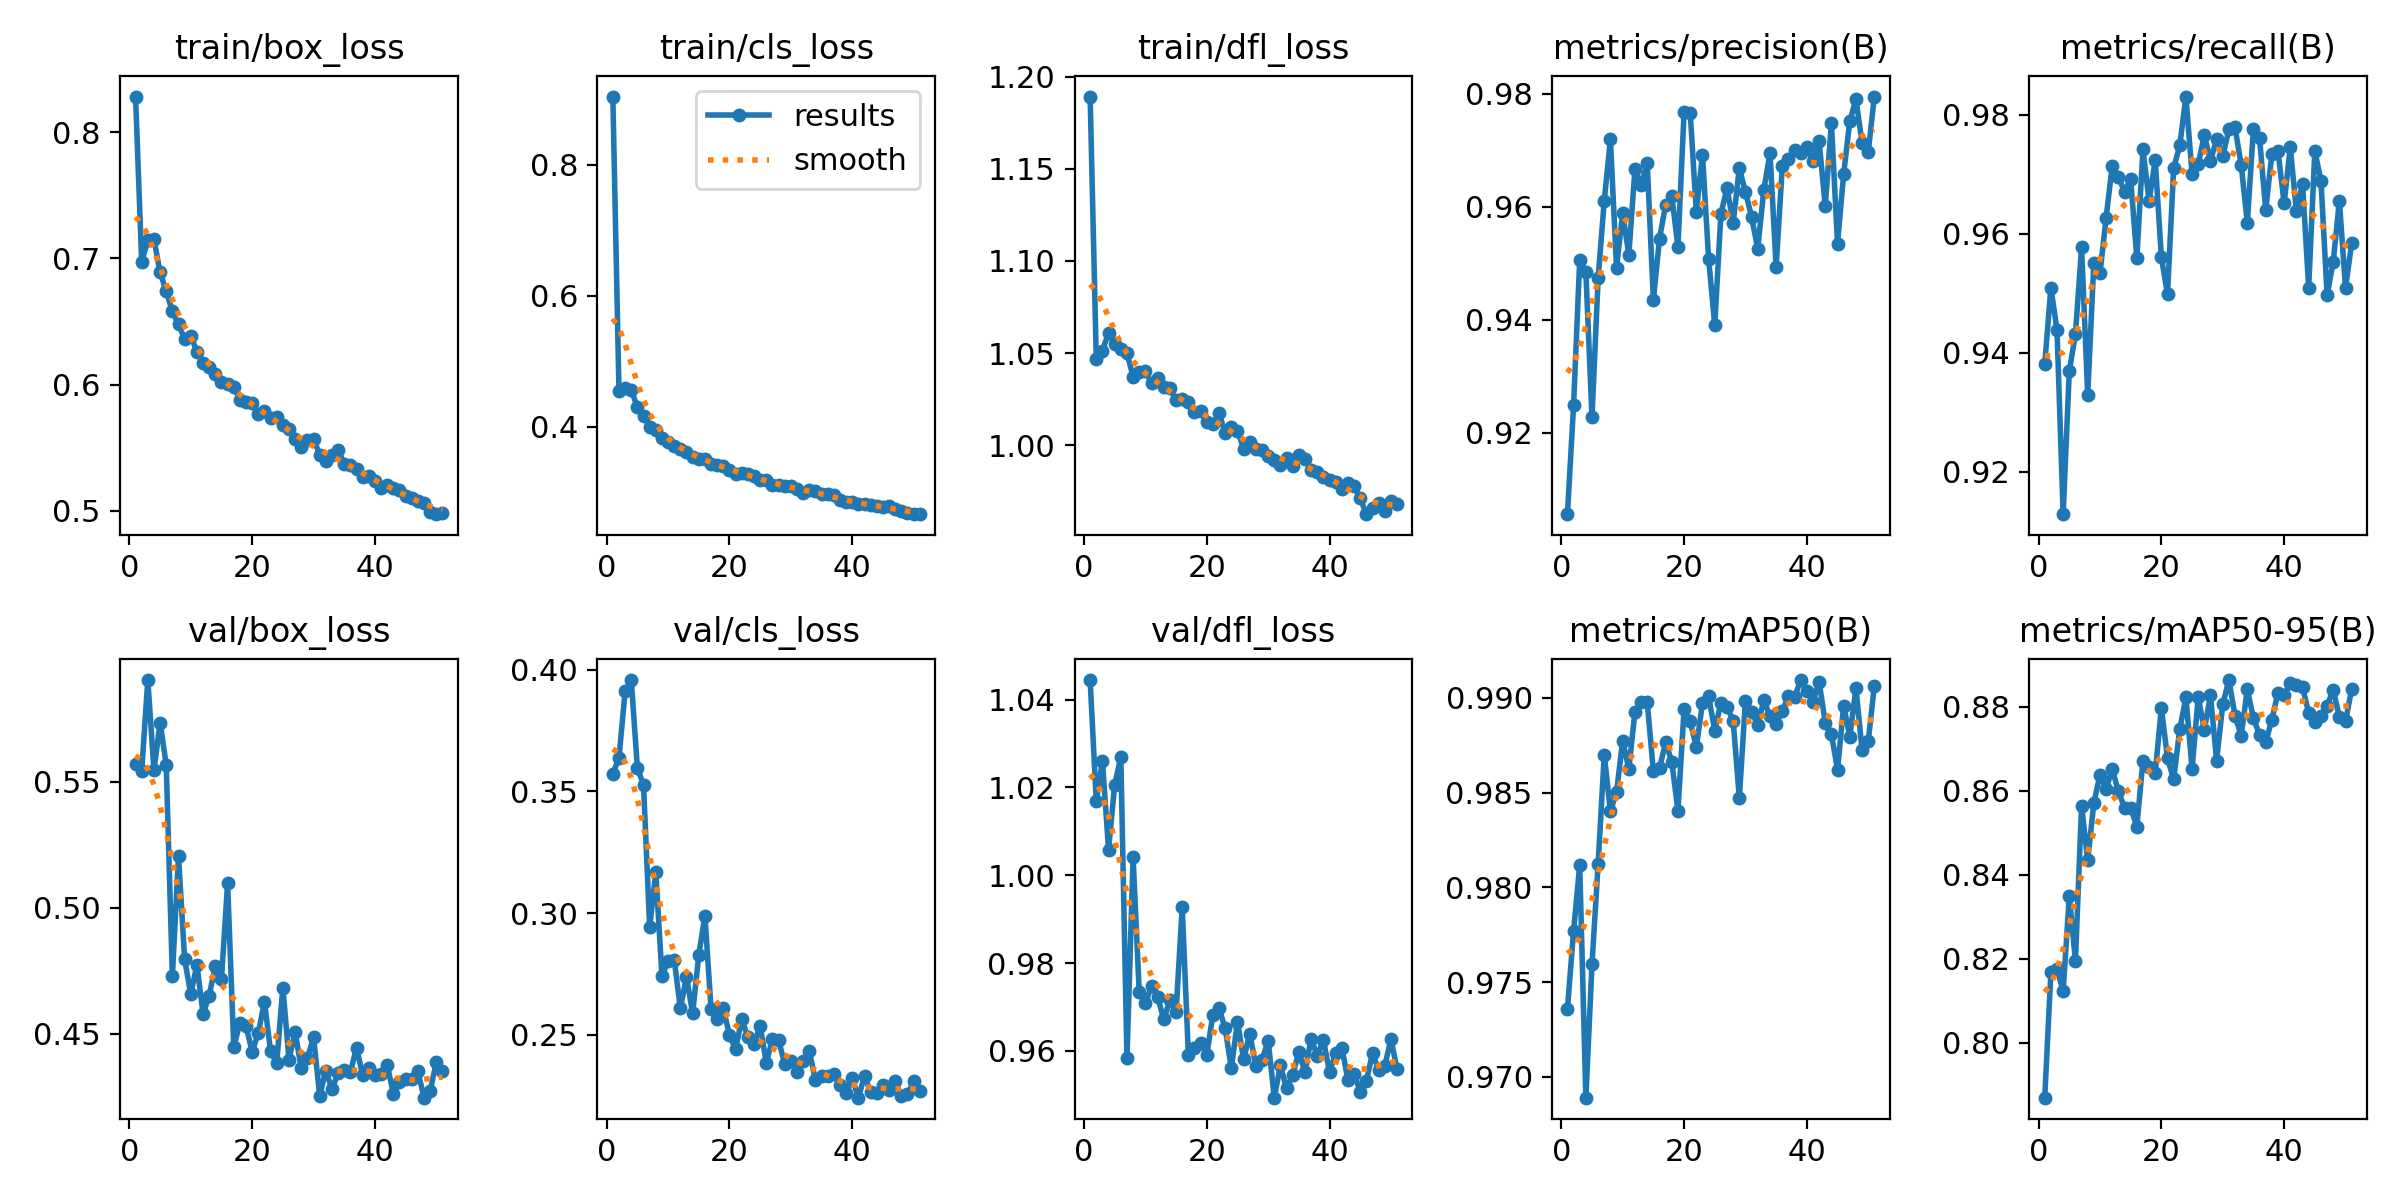 train/box_loss
train/cls_loss
train/dfl_loss
metrics/precision(B)
metrics/recall(B)
0.8
0.7
0.6
0.5
0 20 40
0.8
0.6
0.4
0 20 40
results
smooth
1.20
1.15
1.10
1.05
1.00
0 20 40
0.98
0.96
0.94
0.92
0 20 40
0.98
0.96
0.94
0.92
0 20 40
val/box_loss
val/cls_loss
val/dfl_loss
metrics/mAP50(B)
metrics/mAP50-95(B)
0.55
0.50
0.45
0 20 40
0.40
0.35
0.30
0.25
0 20 40
1.04
1.02
1.00
0.98
0.96
0 20 40
0.990
0.985
0.980
0.975
0.970
0 20 40
0.88
0.86
0.84
0.82
0.80
0 20 40